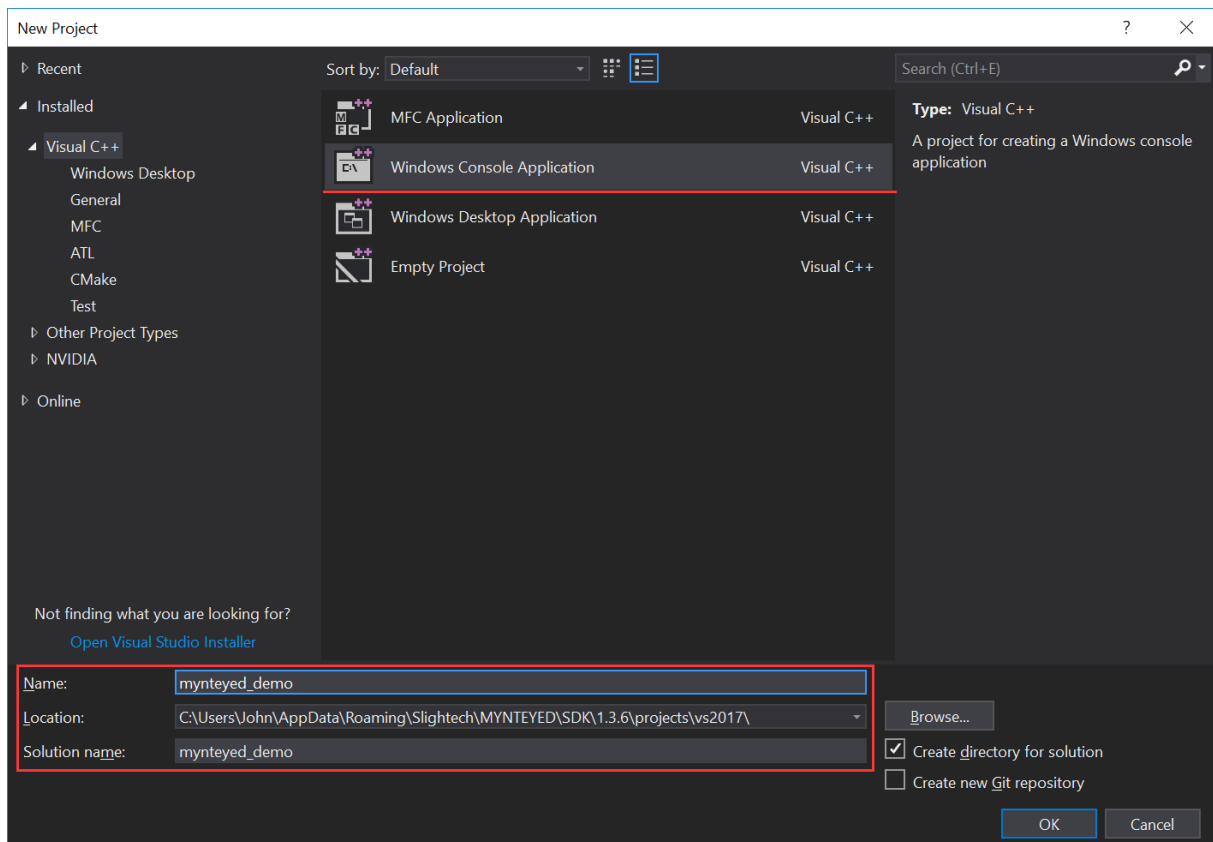 New Project
?
Recent
Installed
Visual C++
Windows Desktop
General
MFC
ATL
CMake
Test
Other Project Types
NVIDIA
Online
Not finding what you are looking for?
Open Visual Studio Installer
Sort by: Default
MFC Application Visual C++
Windows Console Application Visual C++
Windows Desktop Application Visual C++
Empty Project Visual C++
Search (Ctrl+E)
Type: Visual C++
A project for creating a Windows console
application
Name: mynteyed_demo
Location: C:\Users\John\AppData\Roaming\Slightech\MYNTEYED\SDK\1.3.6\projects\vs2017\
Browse...
Solution name: mynteyed_demo
Create directory for solution
Create new Git repository
OK Cancel